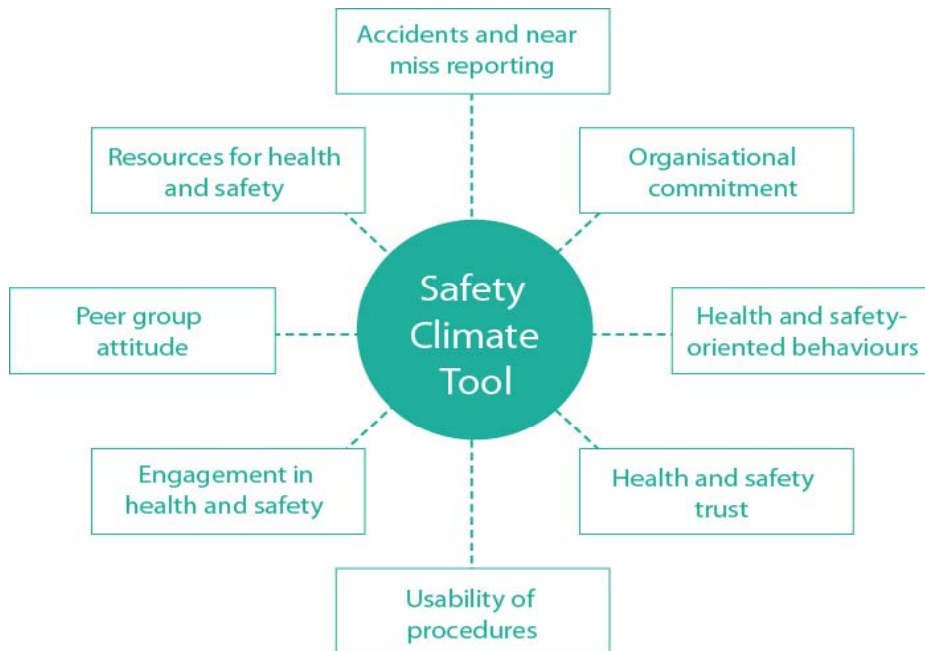 Accidents and near
miss reporting
Resources for health
and safety
Organisational
commitment
Safety
Climate
Tool
Peer group
attitude
Health and safety-
oriented behaviours
Engagement in
health and safety
Health and safety
trust
Usability of
procedures